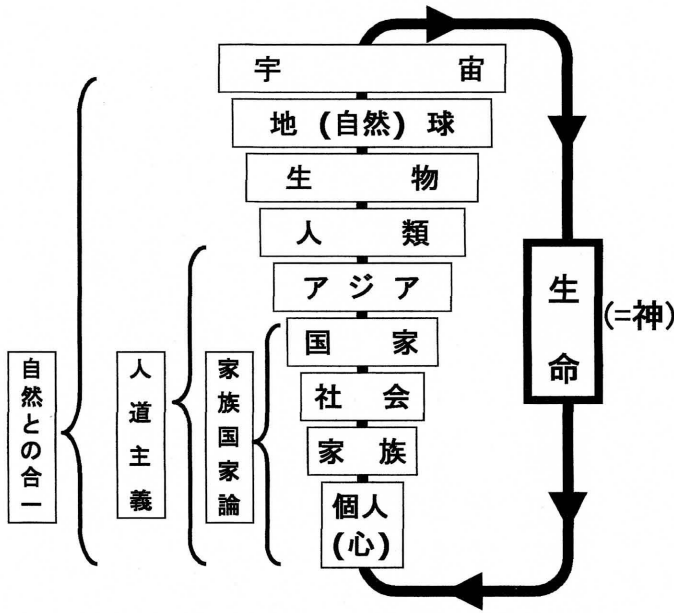 宇宙
地(自然)球
生物
人類
アジア
国家
社会
家族
個人
(心)
生命
(=神)
家族国家論
人道主義
自然との合一